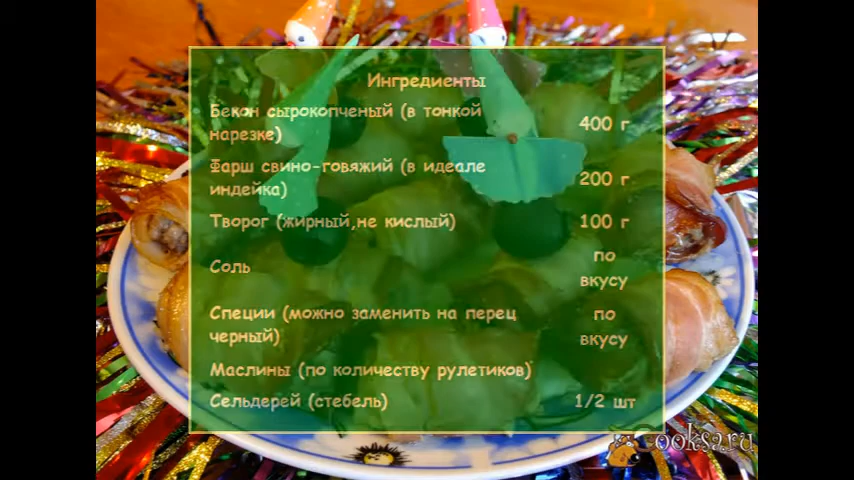 Ингредиенты
Бекон сырокопченый (в тонкой нарезке) 400 г
Фарш свино-говяжий (в идеале индейка) 200 г
Творог (жирный,не кислый) 100 г
Соль по вкусу
Специи (можно заменить на перец черный) по вкусу
Маслины (по количеству рулетиков)
Сельдерей (стебель) 1/2 шт
Cooksa.ru